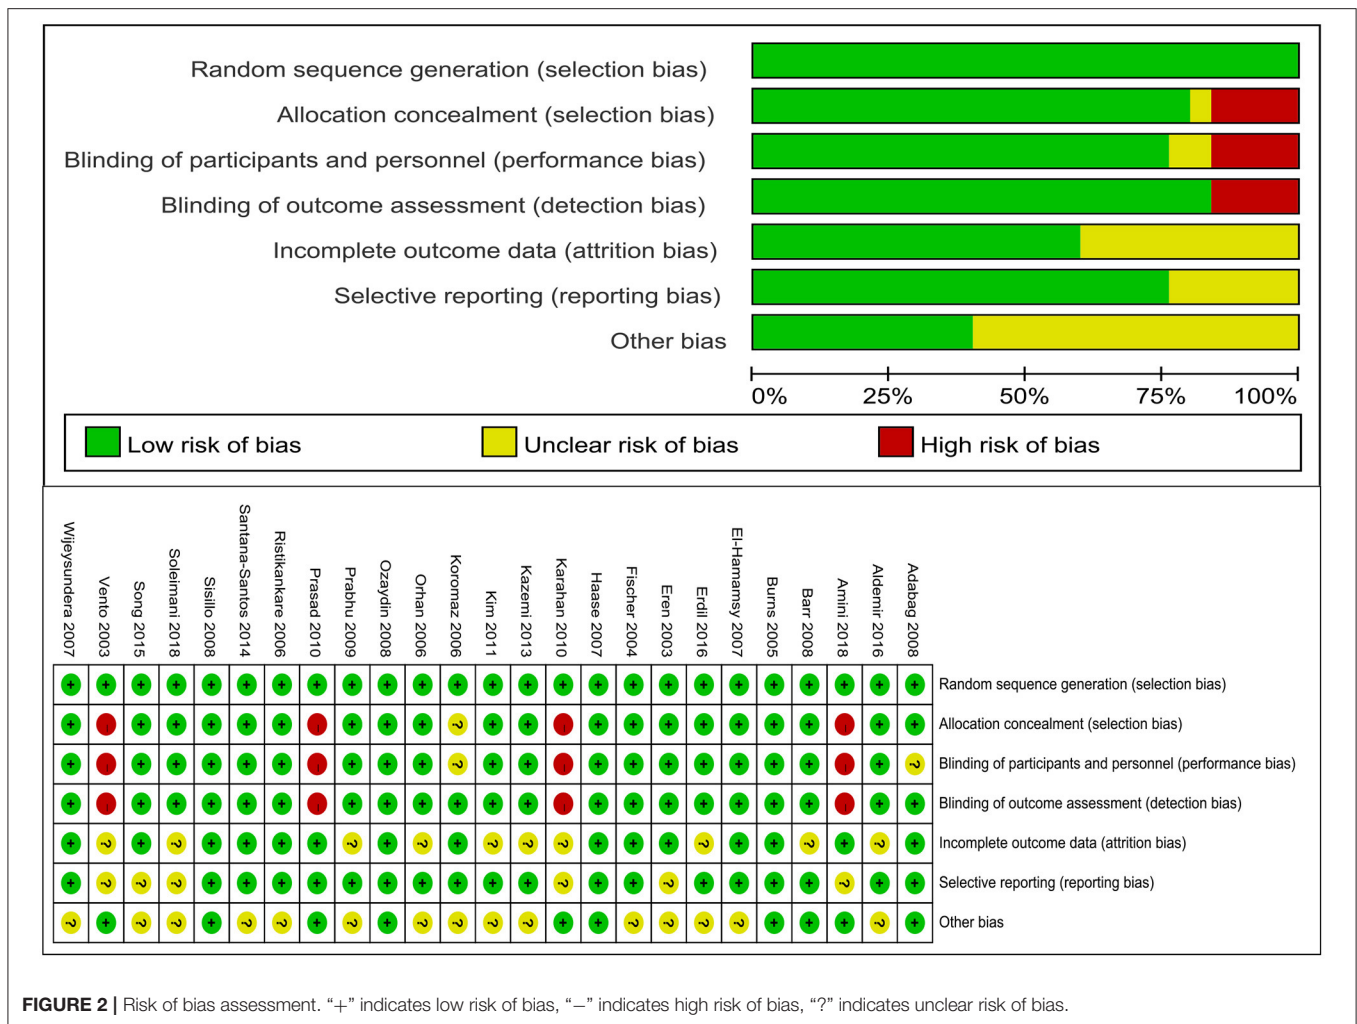 Random sequence generation (selection bias)
Allocation concealment (selection bias)
Blinding of participants and personnel (performance bias)
Blinding of outcome assessment (detection bias)
Incomplete outcome data (attrition bias)
Selective reporting (reporting bias)
Other bias
0% 25% 50% 75% 100%
Low risk of bias Unclear risk of bias High risk of bias
Wijeysundera 2007
Vento 2003
Song 2015
Soleimani 2018
Sisillo 2008
Santana-Santos 2014
Ristikankare 2006
Prasad 2010
Prabhu 2009
Ozaydin 2008
Orhan 2006
Koromaz 2006
Kim 2011
Kazemi 2013
Karahan 2010
Haase 2007
Fischer 2004
Eren 2003
Erdil 2016
El-Hamamsy 2007
Burns 2005
Barr 2008
Amini 2018
Aldemir 2016
Adabag 2008
+ + + + + + + + + + + + + + + + + + + + + + + + + Random sequence generation (selection bias)
+ − + + + + + − + + + ? + + − + + + + + + + − + + Allocation concealment (selection bias)
+ − + + + + + − + + + ? + + − + + + + + + + − + ? Blinding of participants and personnel (performance bias)
+ − + + + + + − + + + + + + − + + + + + + + − + + Blinding of outcome assessment (detection bias)
+ ? + ? + + + + ? + ? + ? ? ? + + + ? + + ? + ? + Incomplete outcome data (attrition bias)
+ ? ? ? + + + + + + + + + + ? + + ? + + + + ? + + Selective reporting (reporting bias)
? + ? ? + ? ? + ? + ? ? ? ? + + ? ? ? ? + + + ? + Other bias
FIGURE 2 | Risk of bias assessment. “+” indicates low risk of bias, “−” indicates high risk of bias, “?” indicates unclear risk of bias.